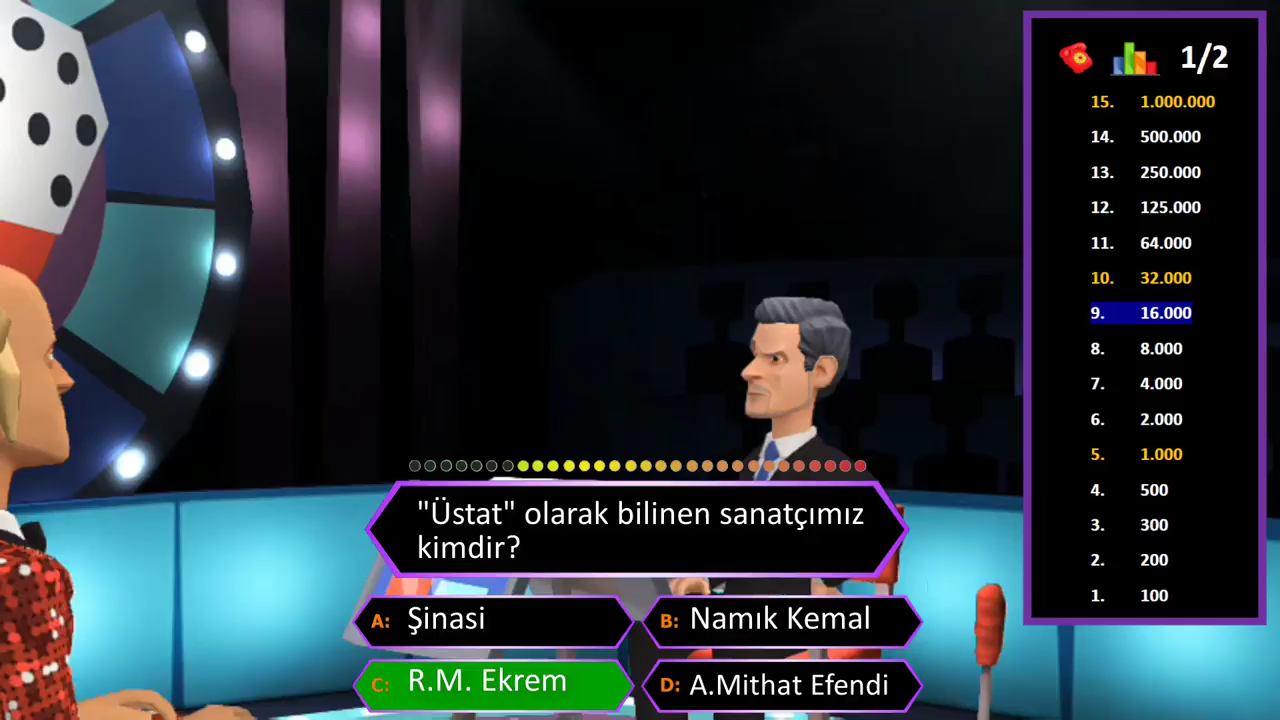 1/2
15. 1.000.000
14. 500.000
13. 250.000
12. 125.000
11. 64.000
10. 32.000
9. 16.000
8. 8.000
7. 4.000
6. 2.000
5. 1.000
4. 500
3. 300
2. 200
1. 100
"Üstat" olarak bilinen sanatçımız
kimdir?
A: Şinasi
B: Namık Kemal
C: R.M. Ekrem
D: A.Mithat Efendi